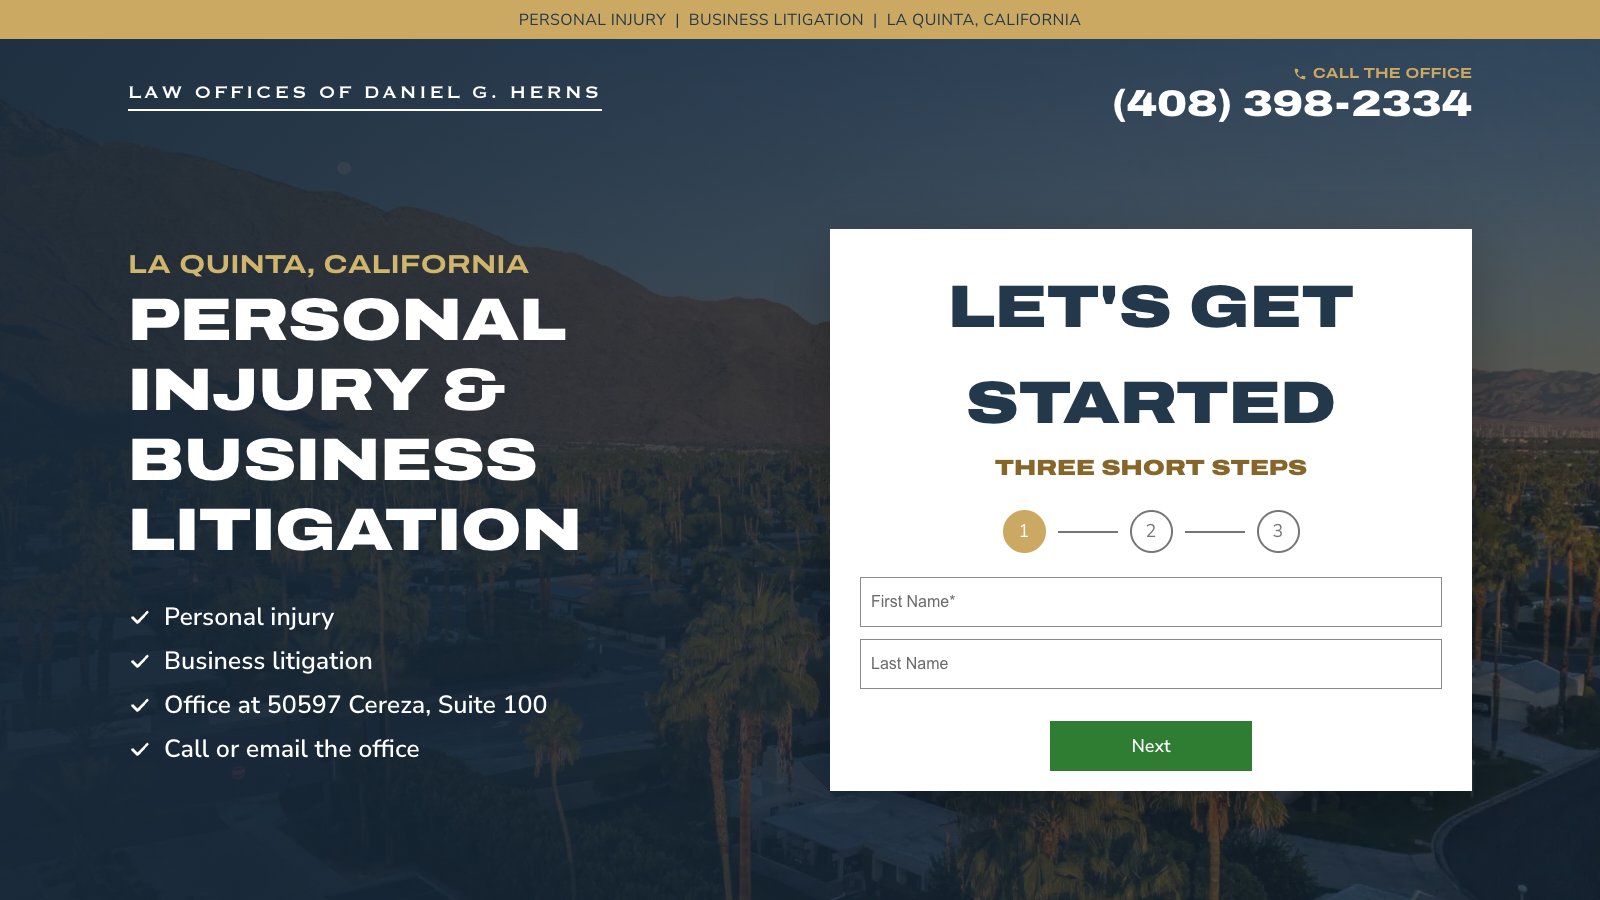 PERSONAL INJURY | BUSINESS LITIGATION | LA QUINTA, CALIFORNIA
LAW OFFICES OF DANIEL G. HERNS
CALL THE OFFICE
(408) 398-2334
LA QUINTA, CALIFORNIA
PERSONAL
INJURY &
BUSINESS
LITIGATION
Personal injury
Business litigation
Office at 50597 Cereza, Suite 100
Call or email the office
LET'S GET
STARTED
THREE SHORT STEPS
1
2
3
First Name*
Last Name
Next